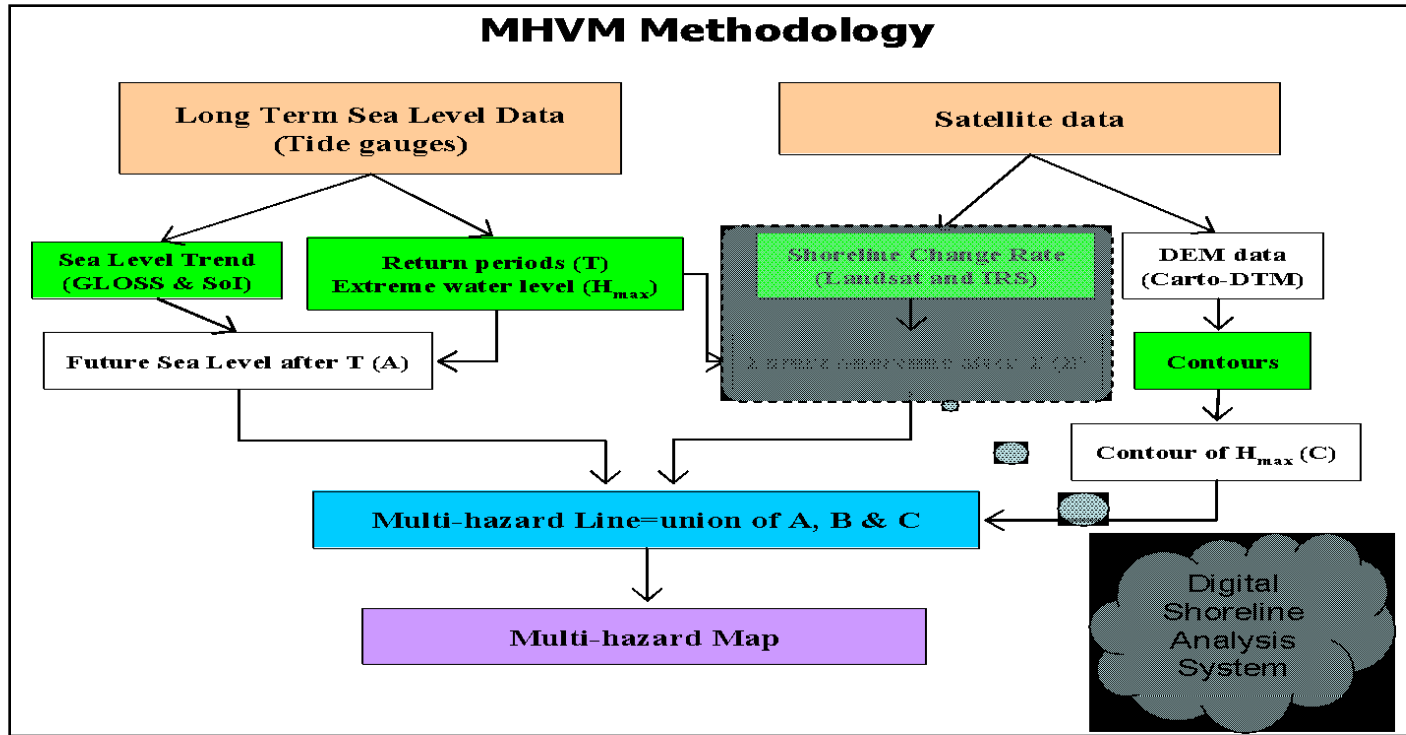 MHVM Methodology
Long Term Sea Level Data
(Tide gauges)
Satellite data
Sea Level Trend
(GLOSS & SoI)
Return periods (T)
Extreme water level (Hmax)
Shoreline Change Rate
(Landsat and IRS)
DEM data
(Carto-DTM)
Future Sea Level after T (A)
Contours
Contour of Hmax (C)
Multi-hazard Line=union of A, B & C
Multi-hazard Map
Digital
Shoreline
Analysis
System